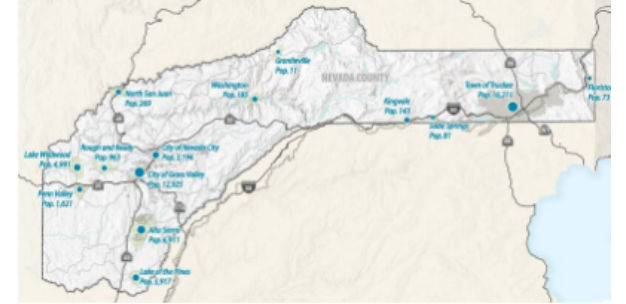 Graniteville
Pop. 11
NEVADA COUNTY
Washington
Pop. 185
North San Juan
Pop. 269
Town of Truckee
Kingvale
Pop. 143
Soda Springs
Pop. 81
Pop. 73
Lake Wildwood
Pop. 4,991
Rough and Ready
Pop. 963
City of Nevada City
Pop. 3,196
City of Grass Valley
Pop. 12,925
Penn Valley
Pop. 1,621
Alta Sierra
Pop. 6,911
Lake of the Pines
Pop. 3,917